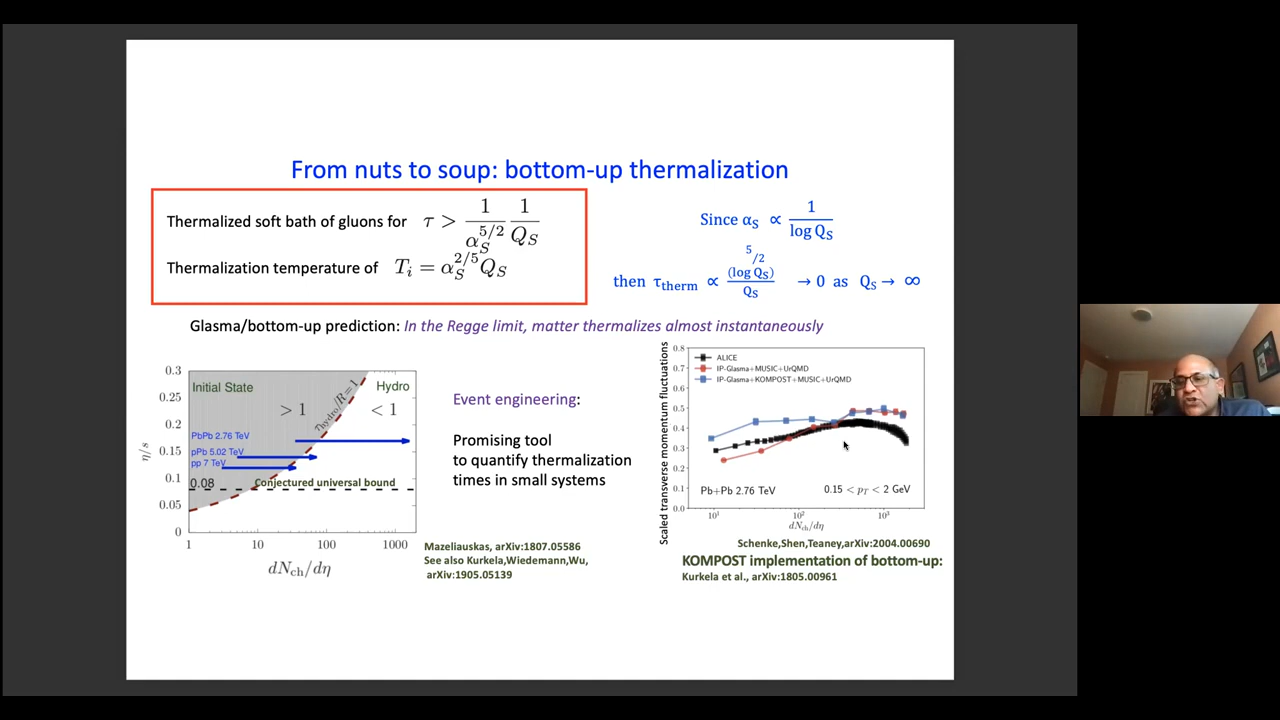 From nuts to soup: bottom-up thermalization
Thermalized soft bath of gluons for τ > 1/α_S^{5/2} 1/Q_S
Thermalization temperature of T_i = α_S^{2/5} Q_S
Since α_S ∝ 1/log Q_S
then τ_therm ∝ (log Q_S)^{5/2}/Q_S → 0 as Q_S → ∞
Glasma/bottom-up prediction: In the Regge limit, matter thermalizes almost instantaneously
η/s
0.3
0.25
0.2
0.15
0.1
0.05
0
Initial State
Hydro
> 1
τ_hydro/R = 1
< 1
PbPb 2.76 TeV
pPb 5.02 TeV
pp 7 TeV
0.08
Conjectured universal bound
1 10 100 1000
dN_ch/dη
Event engineering:
Promising tool
to quantify thermalization
times in small systems
Mazeliauskas, arXiv:1807.05586
See also Kurkela,Wiedemann,Wu,
arXiv:1905.05139
Scaled transverse momentum fluctuations
0.8
0.7
0.6
0.5
0.4
0.3
0.2
0.1
0.0
ALICE
IP-Glasma+MUSIC+UrQMD
IP-Glasma+KOMPOST+MUSIC+UrQMD
Pb+Pb 2.76 TeV
0.15 < p_T < 2 GeV
10^1 10^2 10^3
dN_ch/dη
Schenke,Shen,Teaney,arXiv:2004.00690
KOMPOST implementation of bottom-up:
Kurkela et al., arXiv:1805.00961